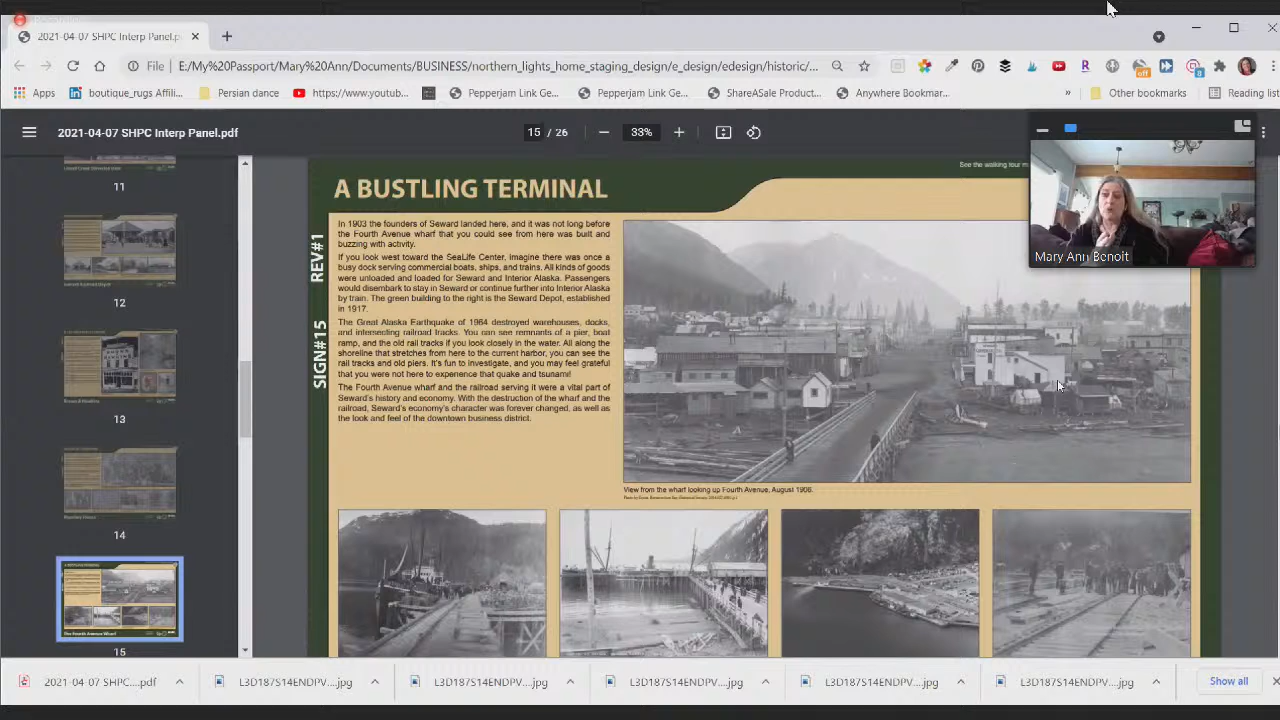 2021-04-07 SHPC Interp Panel.p
File
E:/My%20Passport/Mary%20Ann/Documents/BUSINESS/northern_lights_home_staging_design/e_design/edesign/historic/...
off
8
Apps
boutique_rugs Affili...
Persian dance
https://www.youtub...
Pepperjam Link Ge...
Pepperjam Link Ge...
ShareASale Product...
Anywhere Bookmar...
»
Other bookmarks
Reading list
2021-04-07 SHPC Interp Panel.pdf
15 / 26
33%
11
12
13
14
15
See the walking tour m
A BUSTLING TERMINAL
REV#1
SIGN#15
In 1903 the founders of Seward landed here, and it was not long before
the Fourth Avenue wharf that you could see from here was built and
buzzing with activity.
If you look west toward the SeaLife Center, imagine there was once a
busy dock serving commercial boats, ships, and trains. All kinds of goods
were unloaded and loaded for Seward and Interior Alaska. Passengers
would disembark to stay in Seward or continue further into Interior Alaska
by train. The green building to the right is the Seward Depot, established
in 1917.
The Great Alaska Earthquake of 1964 destroyed warehouses, docks,
and intersecting railroad tracks. You can see remnants of a pier, boat
ramp, and the old rail tracks if you look closely in the water. All along the
shoreline that stretches from here to the current harbor, you can see the
rail tracks and old piers. It's fun to investigate, and you may feel grateful
that you were not here to experience that quake and tsunami!
The Fourth Avenue wharf and the railroad serving it were a vital part of
Seward's history and economy. With the destruction of the wharf and the
railroad, Seward's economy's character was forever changed, as well as
the look and feel of the downtown business district.
View from the wharf looking up Fourth Avenue, August 1906.
Mary Ann Benoit
A BUSTLING TERMINAL
The Fourth Avenue Wharf
2021-04-07 SHPC....pdf
L3D187S14ENDPV....jpg
L3D187S14ENDPV....jpg
L3D187S14ENDPV....jpg
L3D187S14ENDPV....jpg
L3D187S14ENDPV....jpg
Show all